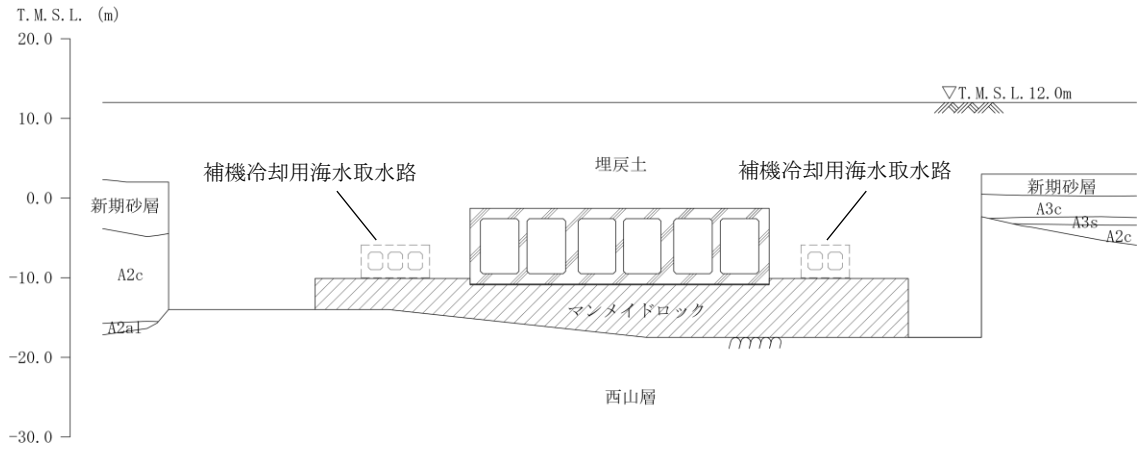 T.M.S.L. (m)
20.0
▽T.M.S.L.12.0m
10.0
補機冷却用海水取水路
埋戻土
補機冷却用海水取水路
0.0
新期砂層
新期砂層
A3c
A3s
A2c
A2c
-10.0
マンメイドロック
A2a1
-20.0
西山層
-30.0